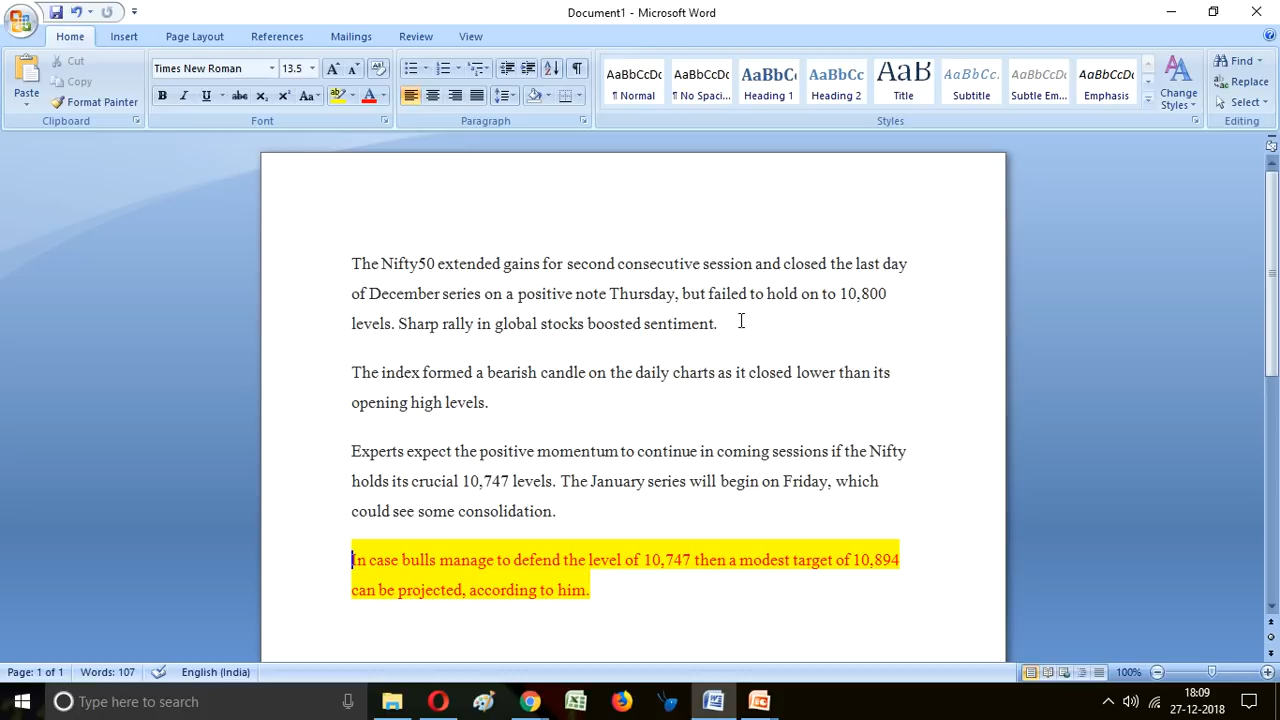 Document1 - Microsoft Word
Home Insert Page Layout References Mailings Review View
Paste
Cut
Copy
Format Painter
Clipboard
Times New Roman 13.5
Font
Paragraph
AaBbCcDc AaBbCcDc AaBbCc AaBbCc AaB AaBbCc. AaBbCcDc AaBbCcDc
¶ Normal ¶ No Spaci... Heading 1 Heading 2 Title Subtitle Subtle Em... Emphasis
Change Styles
Styles
Find
Replace
Select
Editing
The Nifty50 extended gains for second consecutive session and closed the last day
of December series on a positive note Thursday, but failed to hold on to 10,800
levels. Sharp rally in global stocks boosted sentiment.
The index formed a bearish candle on the daily charts as it closed lower than its
opening high levels.
Experts expect the positive momentum to continue in coming sessions if the Nifty
holds its crucial 10,747 levels. The January series will begin on Friday, which
could see some consolidation.
In case bulls manage to defend the level of 10,747 then a modest target of 10,894
can be projected, according to him.
Page: 1 of 1 Words: 107 English (India) 100%
Type here to search
18:09
27-12-2018